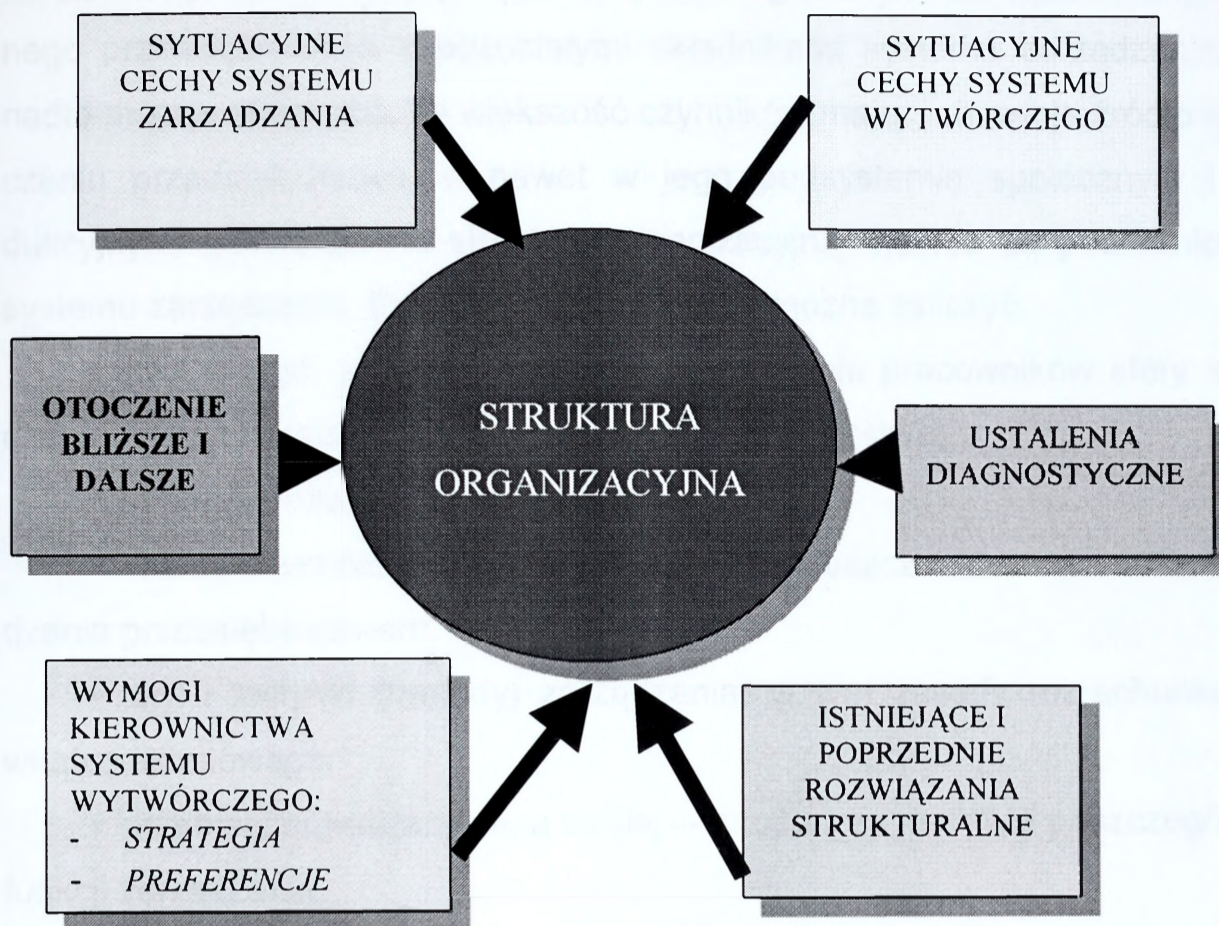 SYTUACYJNE
CECHY SYSTEMU
ZARZĄDZANIA
SYTUACYJNE
CECHY SYSTEMU
WYTWÓRCZEGO
OTOCZENIE
BLIŻSZE I
DALSZE
STRUKTURA
ORGANIZACYJNA
USTALENIA
DIAGNOSTYCZNE
WYMOGI
KIEROWNICTWA
SYSTEMU
WYTWÓRCZEGO:
- STRATEGIA
- PREFERENCJE
ISTNIEJĄCE I
POPRZEDNIE
ROZWIĄZANIA
STRUKTURALNE